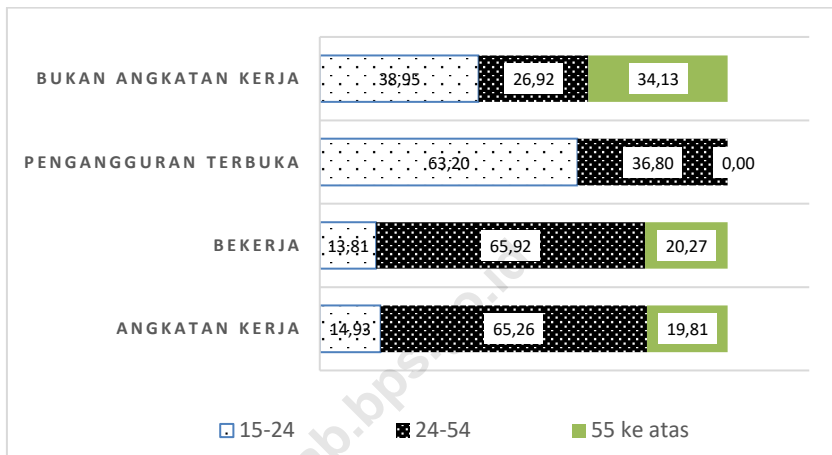 BUKAN ANGKATAN KERJA
38,95 26,92 34,13
PENGANGGURAN TERBUKA
63,20 36,80 0,00
BEKERJA
13,81 65,92 20,27
ANGKATAN KERJA
14,93 65,26 19,81
15-24 24-54 55 ke atas